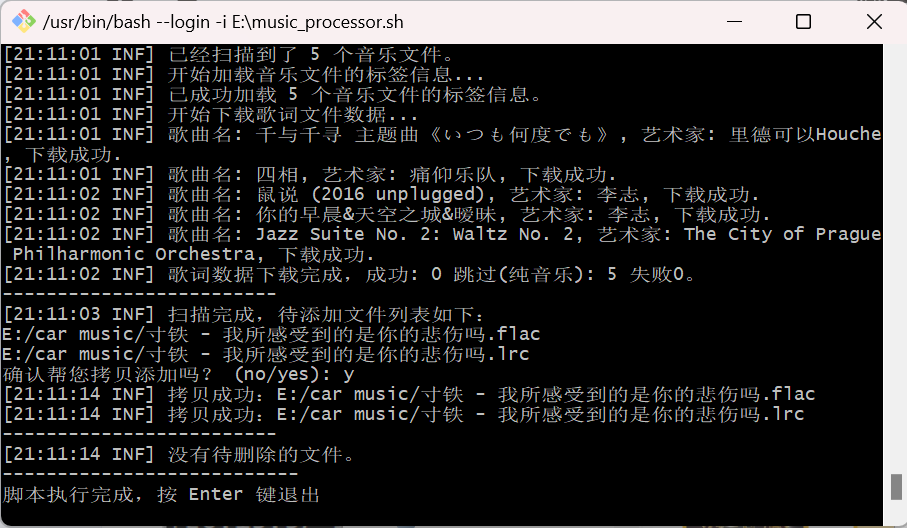 /usr/bin/bash --login -i E:\music_processor.sh
[21:11:01 INF] 已经扫描到了 5 个音乐文件。
[21:11:01 INF] 开始加载音乐文件的标签信息...
[21:11:01 INF] 已成功加载 5 个音乐文件的标签信息。
[21:11:01 INF] 开始下载歌词文件数据...
[21:11:01 INF] 歌曲名: 千与千寻 主题曲《いつも何度でも》, 艺术家: 里德可以Houche
, 下载成功.
[21:11:01 INF] 歌曲名: 四相, 艺术家: 痛仰乐队, 下载成功.
[21:11:02 INF] 歌曲名: 鼠说 (2016 unplugged), 艺术家: 李志, 下载成功.
[21:11:02 INF] 歌曲名: 你的早晨&天空之城&暧昧, 艺术家: 李志, 下载成功.
[21:11:02 INF] 歌曲名: Jazz Suite No. 2: Waltz No. 2, 艺术家: The City of Prague
 Philharmonic Orchestra, 下载成功.
[21:11:02 INF] 歌词数据下载完成，成功: 0 跳过(纯音乐): 5 失败0。
--------------------------
[21:11:03 INF] 扫描完成，待添加文件列表如下：
E:/car music/寸铁 - 我所感受到的是你的悲伤吗.flac
E:/car music/寸铁 - 我所感受到的是你的悲伤吗.lrc
确认帮您拷贝添加吗？ (no/yes): y
[21:11:14 INF] 拷贝成功：E:/car music/寸铁 - 我所感受到的是你的悲伤吗.flac
[21:11:14 INF] 拷贝成功：E:/car music/寸铁 - 我所感受到的是你的悲伤吗.lrc
--------------------------
[21:11:14 INF] 没有待删除的文件。
----------------------------
脚本执行完成，按 Enter 键退出